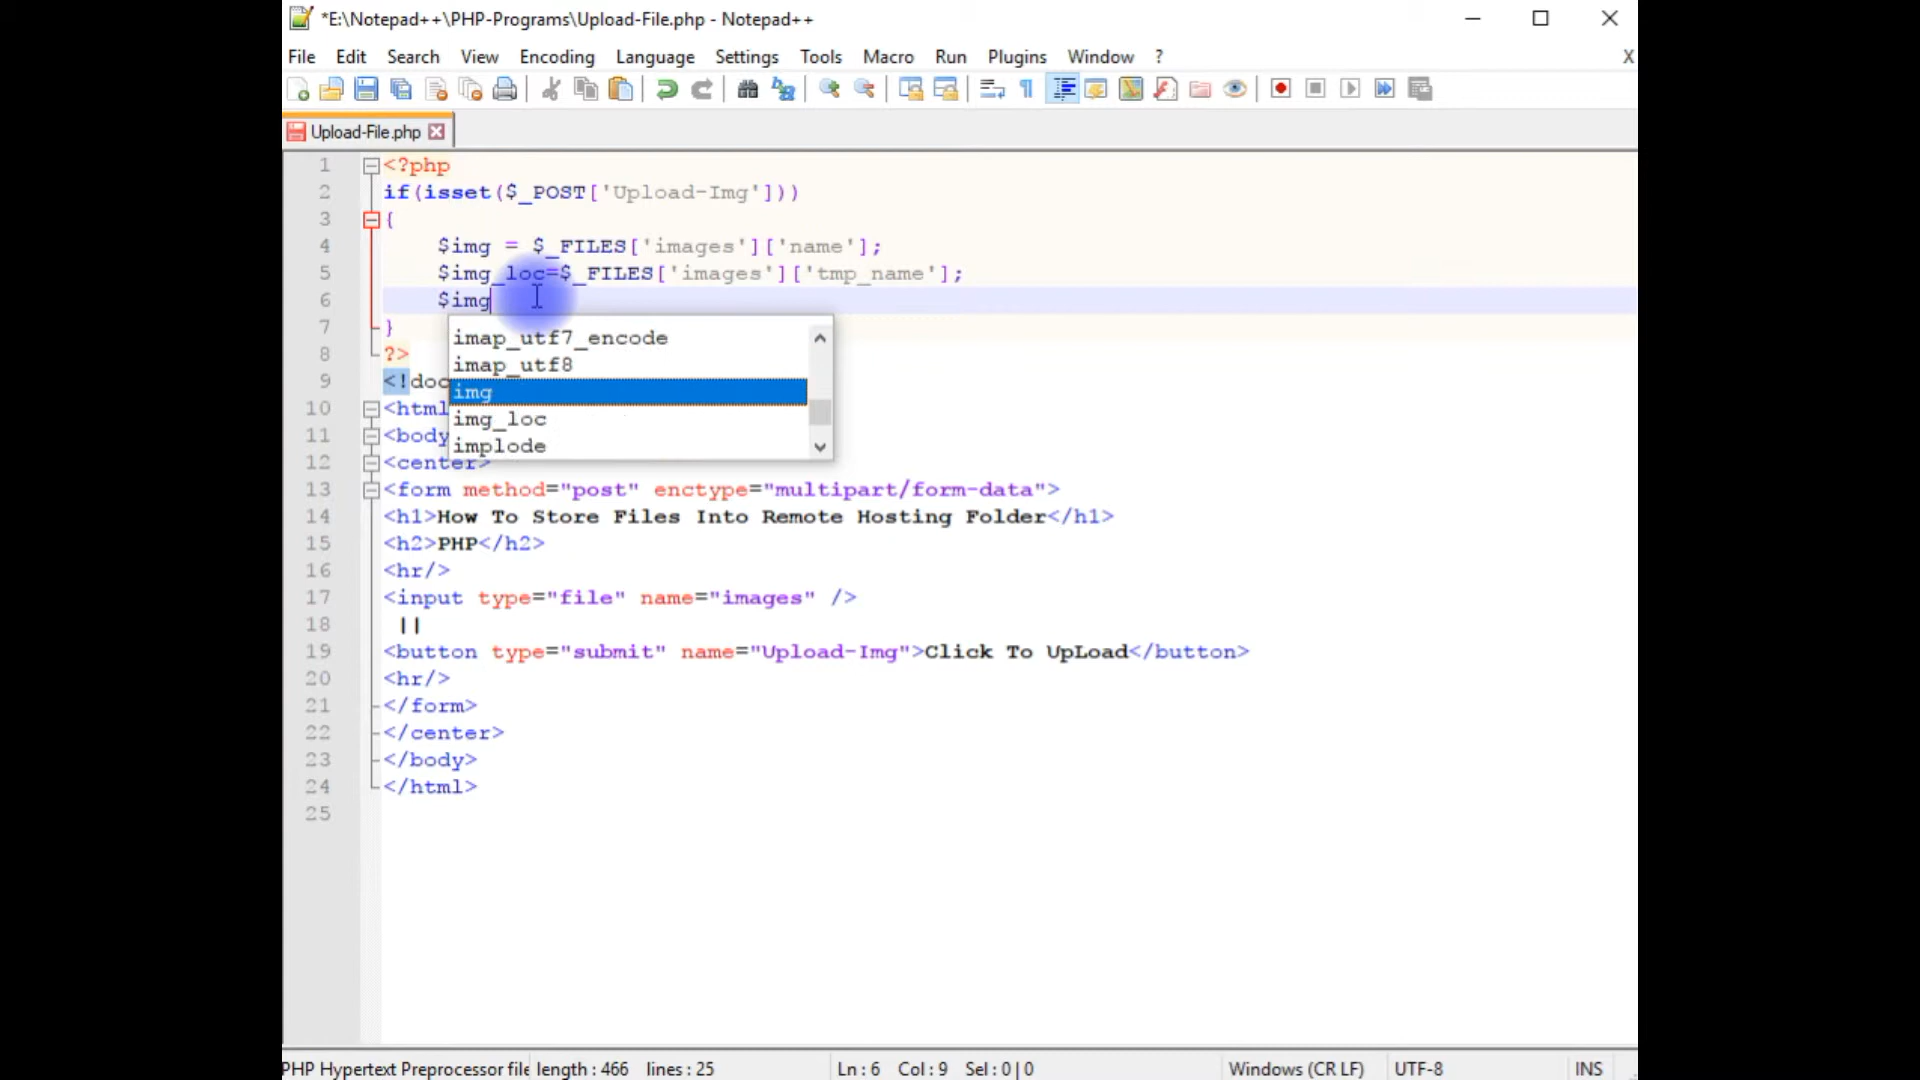 *E:\Notepad++\PHP-Programs\Upload-File.php - Notepad++
File Edit Search View Encoding Language Settings Tools Macro Run Plugins Window ? X
Upload-File.php
1 <?php
2 if(isset($_POST['Upload-Img']))
3 {
4 $img = $_FILES['images']['name'];
5 $img_loc=$_FILES['images']['tmp_name'];
6 $img
7 }
8 ?>
9 <!doc
10 <html
11 <body
12 <center>
13 <form method="post" enctype="multipart/form-data">
14 <h1>How To Store Files Into Remote Hosting Folder</h1>
15 <h2>PHP</h2>
16 <hr/>
17 <input type="file" name="images" />
18 ||
19 <button type="submit" name="Upload-Img">Click To UpLoad</button>
20 <hr/>
21 </form>
22 </center>
23 </body>
24 </html>
25
imap_utf7_encode
imap_utf8
img
img_loc
implode
PHP Hypertext Preprocessor file length : 466 lines : 25 Ln : 6 Col : 9 Sel : 0 | 0 Windows (CR LF) UTF-8 INS